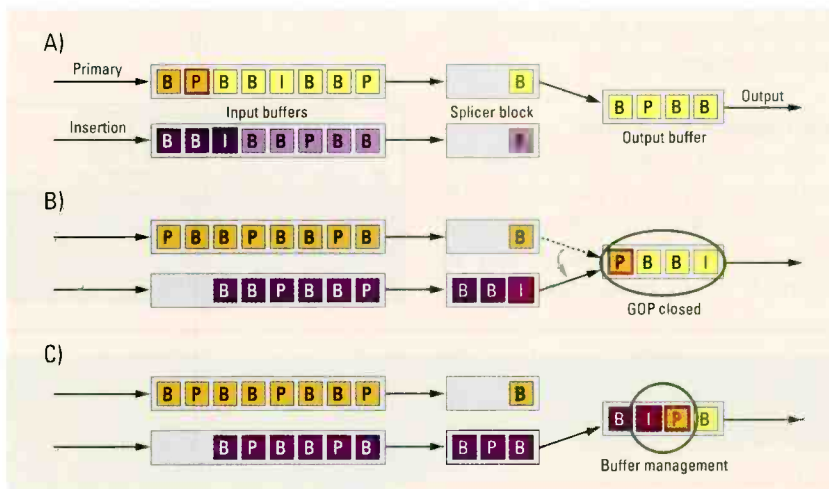 A)
Primary
B P B B I B B P
B
Input buffers
Splicer block
B P B B
Output
Insertion
B B I B B P B B
Output buffer
B)
P B B P B B P B
B
P B B I
B B P B B P
B B I
GOP closed
C)
B P B B P B B P
B
B I P B
B P B B P B
B P B
Buffer management